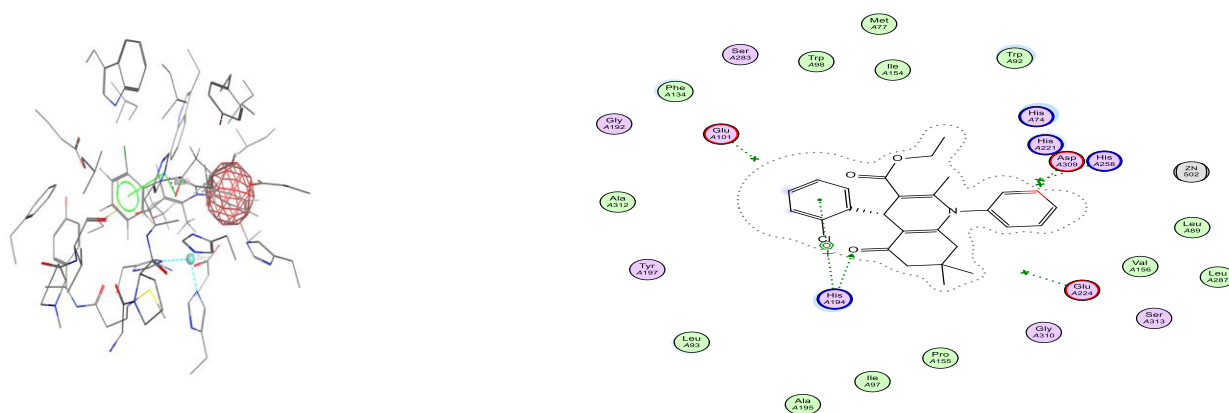 Met
A77
Ser
A283
Trp
A98
Ile
A154
Trp
A92
Phe
A134
Gly
A192
Glu
A101
His
A74
His
A221
Asp
A309
His
A258
ZN
502
O
O
N
Cl
O
Ala
A312
Leu
A89
Tyr
A197
Val
A156
Leu
A287
His
A194
Glu
A224
Ser
A313
Gly
A310
Leu
A93
Pro
A155
Ile
A97
Ala
A195